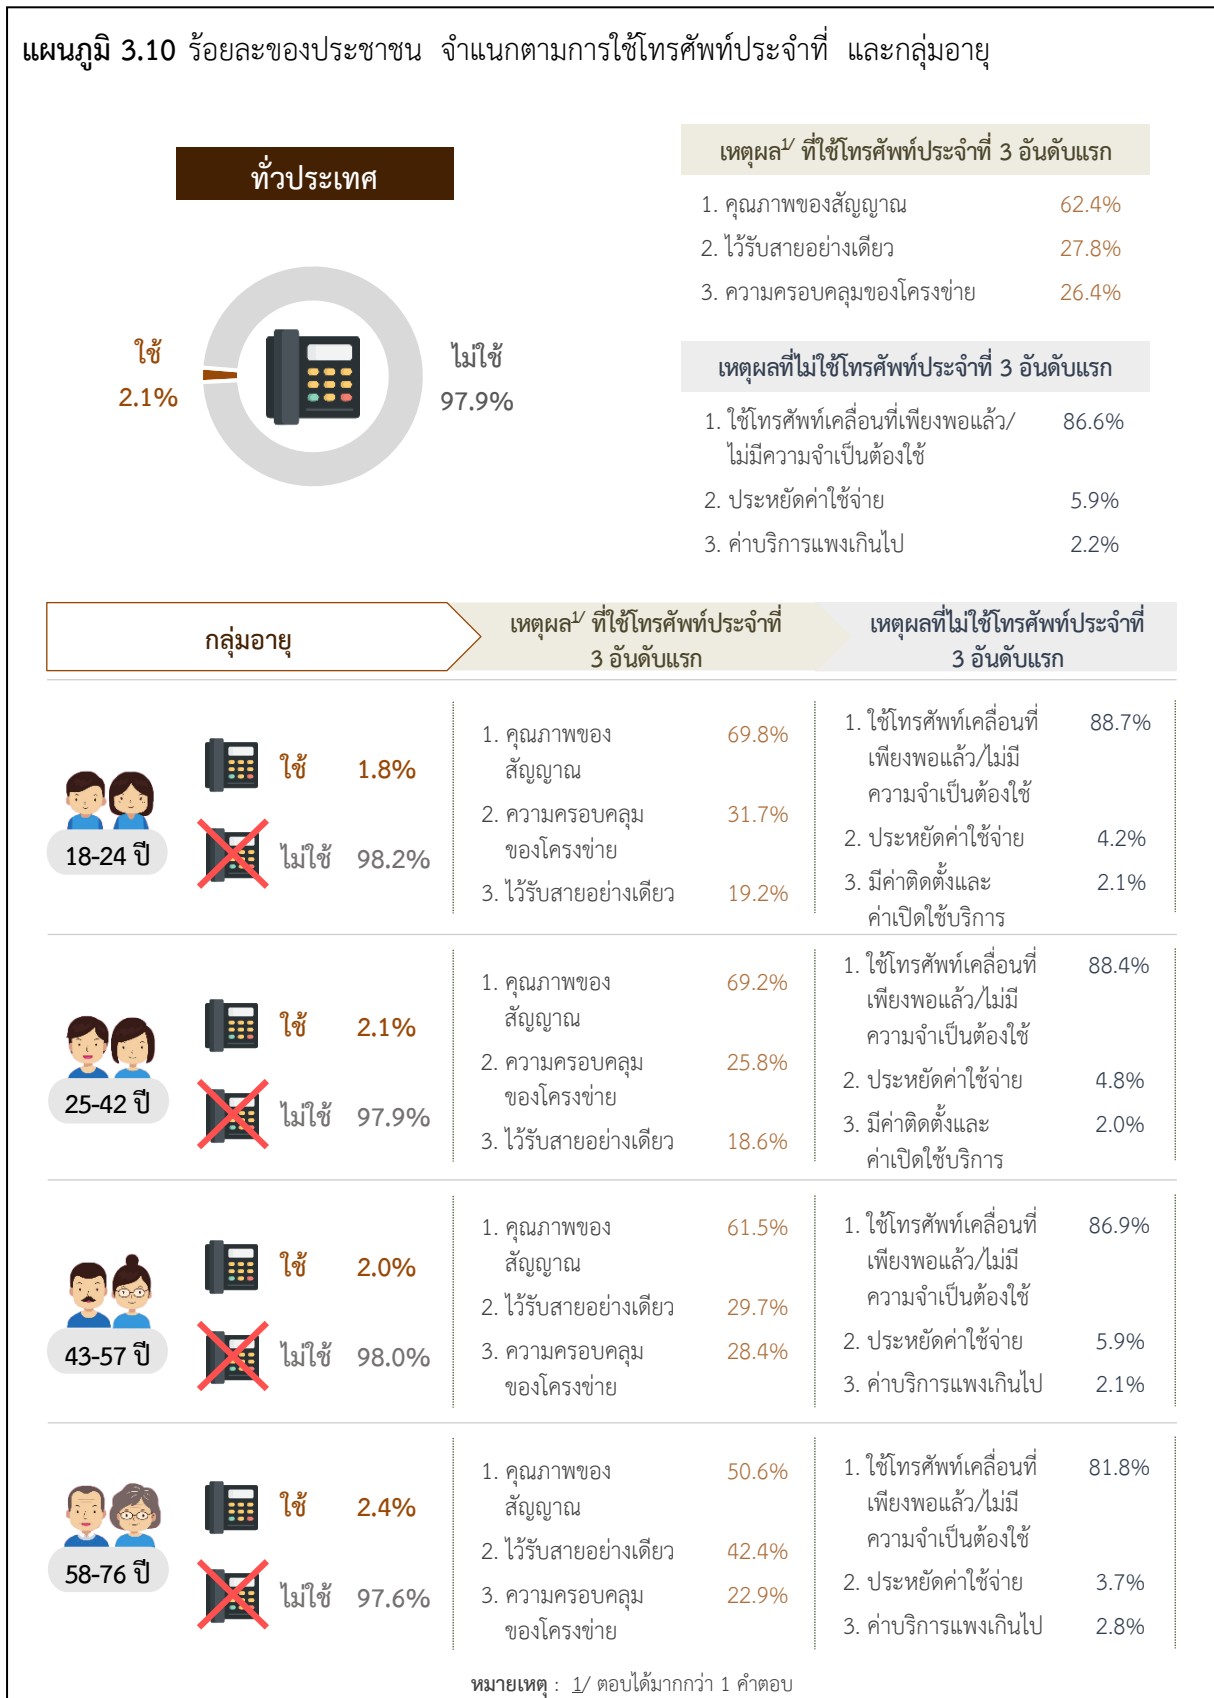 แผนภูมิ 3.10 ร้อยละของประชาชน จำแนกตามการใช้โทรศัพท์ประจำที่ และกลุ่มอายุ
ทั่วประเทศ
ใช้
2.1%
ไม่ใช้
97.9%
เหตุผล1/ ที่ใช้โทรศัพท์ประจำที่ 3 อันดับแรก
1. คุณภาพของสัญญาณ 62.4%
2. ไว้รับสายอย่างเดียว 27.8%
3. ความครอบคลุมของโครงข่าย 26.4%
เหตุผลที่ไม่ใช้โทรศัพท์ประจำที่ 3 อันดับแรก
1. ใช้โทรศัพท์เคลื่อนที่เพียงพอแล้ว/ 86.6%
ไม่มีความจำเป็นต้องใช้
2. ประหยัดค่าใช้จ่าย 5.9%
3. ค่าบริการแพงเกินไป 2.2%
กลุ่มอายุ
เหตุผล1/ ที่ใช้โทรศัพท์ประจำที่
3 อันดับแรก
เหตุผลที่ไม่ใช้โทรศัพท์ประจำที่
3 อันดับแรก
18-24 ปี
ใช้ 1.8%
ไม่ใช้ 98.2%
1. คุณภาพของ 69.8%
สัญญาณ
2. ความครอบคลุม 31.7%
ของโครงข่าย
3. ไว้รับสายอย่างเดียว 19.2%
1. ใช้โทรศัพท์เคลื่อนที่ 88.7%
เพียงพอแล้ว/ไม่มี
ความจำเป็นต้องใช้
2. ประหยัดค่าใช้จ่าย 4.2%
3. มีค่าติดตั้งและ 2.1%
ค่าเปิดใช้บริการ
25-42 ปี
ใช้ 2.1%
ไม่ใช้ 97.9%
1. คุณภาพของ 69.2%
สัญญาณ
2. ความครอบคลุม 25.8%
ของโครงข่าย
3. ไว้รับสายอย่างเดียว 18.6%
1. ใช้โทรศัพท์เคลื่อนที่ 88.4%
เพียงพอแล้ว/ไม่มี
ความจำเป็นต้องใช้
2. ประหยัดค่าใช้จ่าย 4.8%
3. มีค่าติดตั้งและ 2.0%
ค่าเปิดใช้บริการ
43-57 ปี
ใช้ 2.0%
ไม่ใช้ 98.0%
1. คุณภาพของ 61.5%
สัญญาณ
2. ไว้รับสายอย่างเดียว 29.7%
3. ความครอบคลุม 28.4%
ของโครงข่าย
1. ใช้โทรศัพท์เคลื่อนที่ 86.9%
เพียงพอแล้ว/ไม่มี
ความจำเป็นต้องใช้
2. ประหยัดค่าใช้จ่าย 5.9%
3. ค่าบริการแพงเกินไป 2.1%
58-76 ปี
ใช้ 2.4%
ไม่ใช้ 97.6%
1. คุณภาพของ 50.6%
สัญญาณ
2. ไว้รับสายอย่างเดียว 42.4%
3. ความครอบคลุม 22.9%
ของโครงข่าย
1. ใช้โทรศัพท์เคลื่อนที่ 81.8%
เพียงพอแล้ว/ไม่มี
ความจำเป็นต้องใช้
2. ประหยัดค่าใช้จ่าย 3.7%
3. ค่าบริการแพงเกินไป 2.8%
หมายเหตุ : 1/ ตอบได้มากกว่า 1 คำตอบ